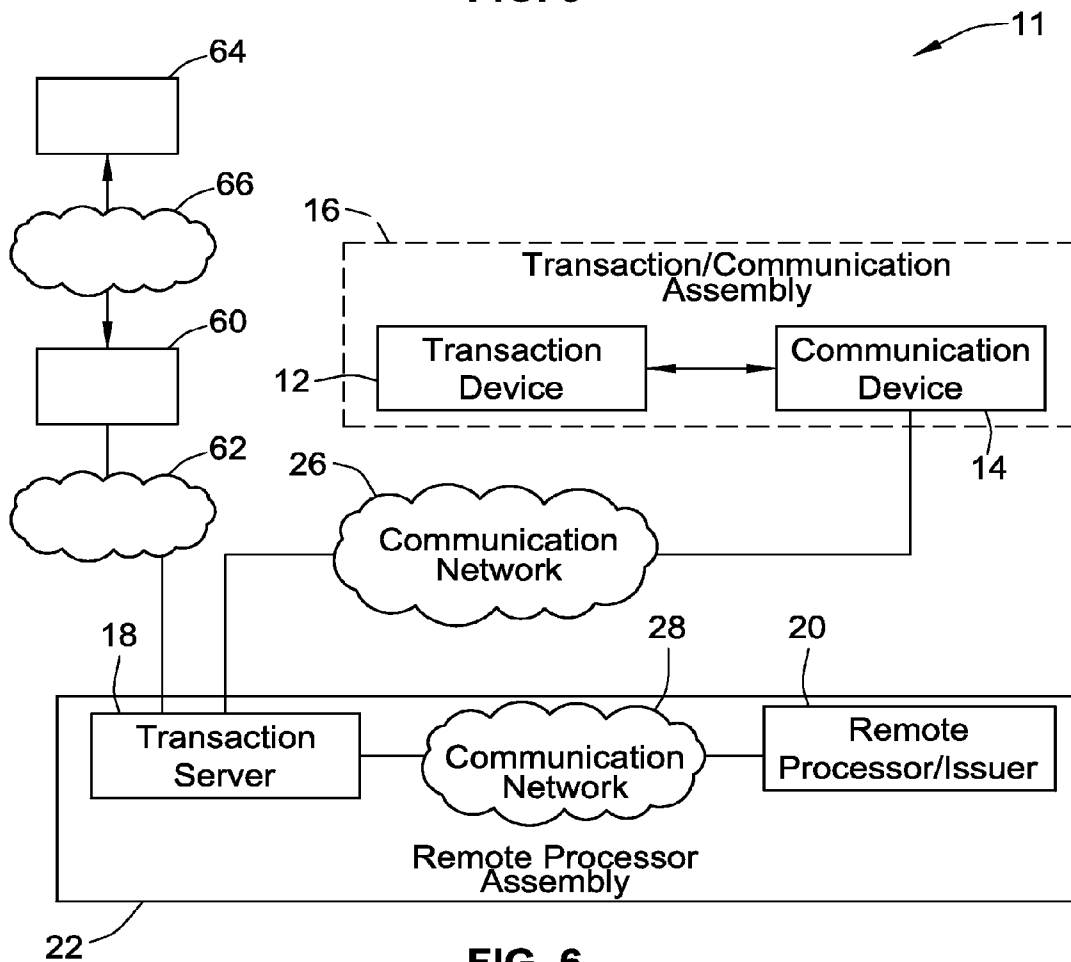 11
64
66
16
Transaction/Communication
Assembly
60
12
Transaction
Device
Communication
Device
14
62
26
Communication
Network
18
28
20
Transaction
Server
Communication
Network
Remote
Processor/Issuer
Remote Processor
Assembly
22